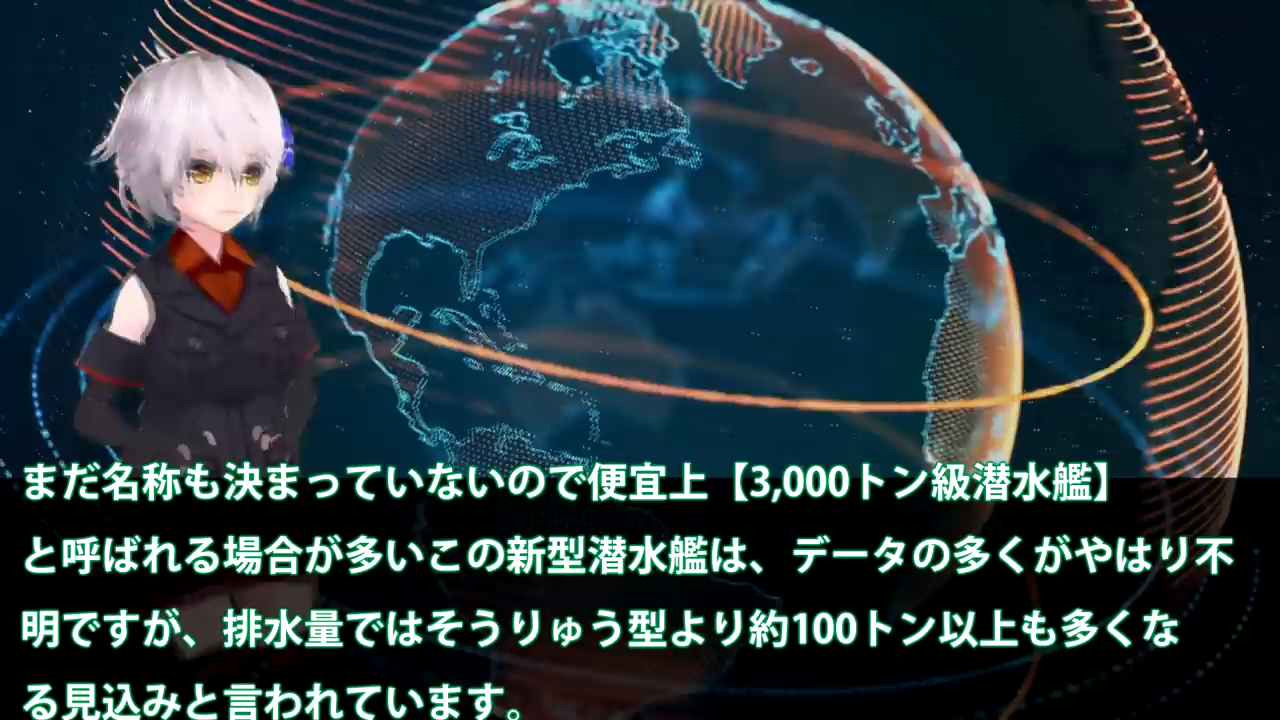 まだ名称も決まっていないので便宜上【3,000トン級潜水艦】
と呼ばれる場合が多いこの新型潜水艦は、データの多くがやはり不
明ですが、排水量ではそうりゅう型より約100トン以上も多くな
る見込みと言われています。